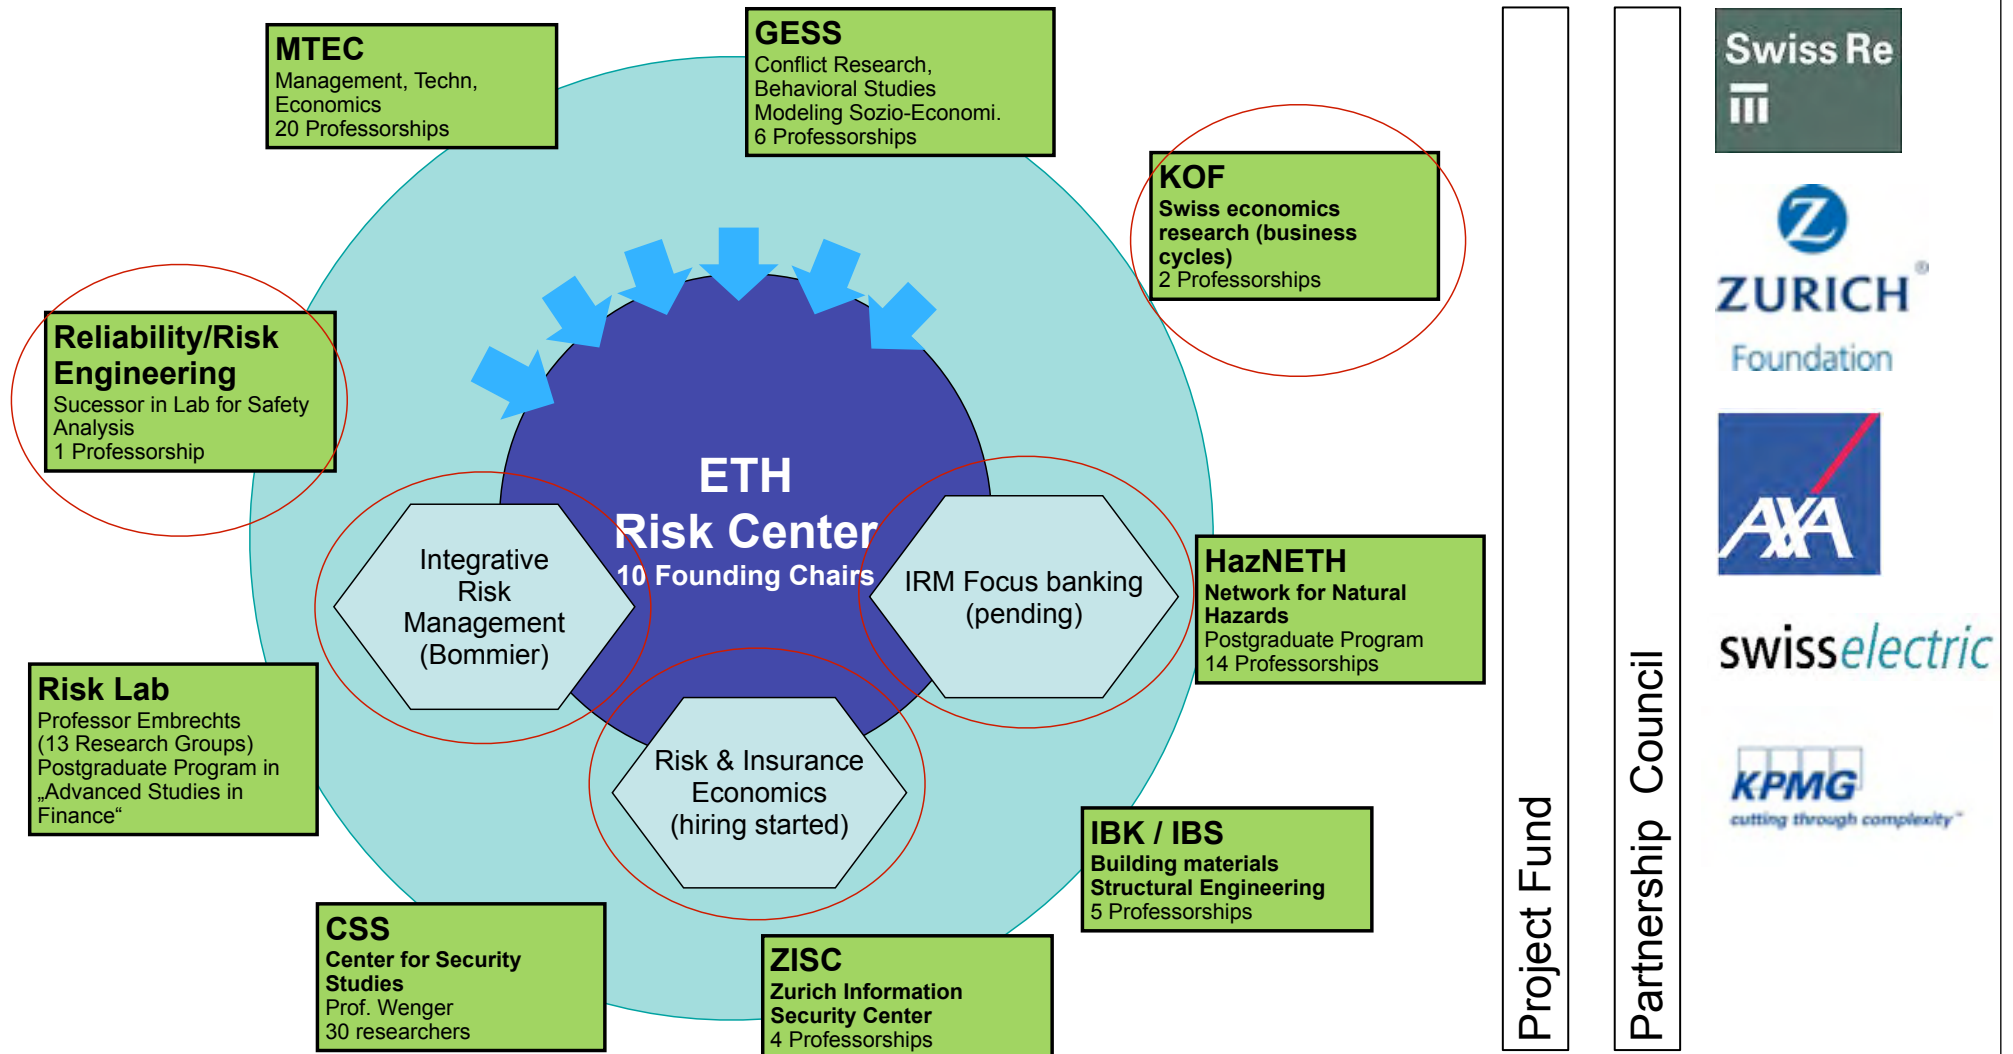 MTEC
Management, Techn,
Economics
20 Professorships
GESS
Conflict Research,
Behavioral Studies
Modeling Sozio-Economi.
6 Professorships
KOF
Swiss economics
research (business
cycles)
2 Professorships
Reliability/Risk
Engineering
Sucessor in Lab for Safety
Analysis
1 Professorship
ETH
Risk Center
10 Founding Chairs
Integrative
Risk
Management
(Bommier)
IRM Focus banking
(pending)
Risk & Insurance
Economics
(hiring started)
HazNETH
Network for Natural
Hazards
Postgraduate Program
14 Professorships
Risk Lab
Professor Embrechts
(13 Research Groups)
Postgraduate Program in
„Advanced Studies in
Finance“
IBK / IBS
Building materials
Structural Engineering
5 Professorships
CSS
Center for Security
Studies
Prof. Wenger
30 researchers
ZISC
Zurich Information
Security Center
4 Professorships
Project Fund
Partnership Council
Swiss Re
Z
ZURICH®
Foundation
AXA
swisselectric
KPMG
cutting through complexity™